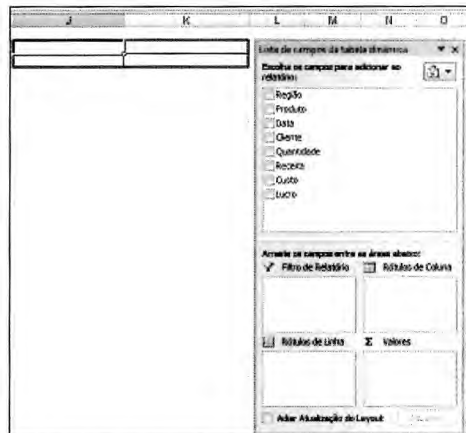 J K L M N O
Lista de campos da tabela dinâmica
Escolha os campos para adicionar ao
relatório:
Região
Produto
Data
Cliente
Quantidade
Receita
Custo
Lucro
Arraste os campos entre as áreas abaixo:
Filtro de Relatório Rótulos de Coluna
Rótulos de Linha Σ Valores
Adiar Atualização do Layout